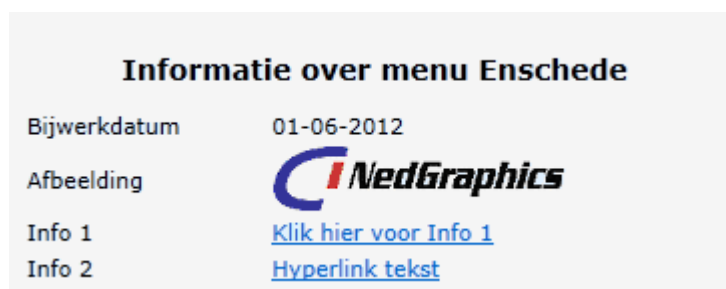 Informatie over menu Enschede
Bijwerkdatum 01-06-2012
Afbeelding NedGraphics
Info 1 Klik hier voor Info 1
Info 2 Hyperlink tekst